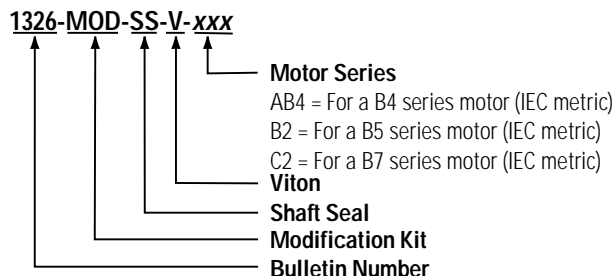 1326-MOD-SS-V-xxx
Motor Series
AB4 = For a B4 series motor (IEC metric)
B2 = For a B5 series motor (IEC metric)
C2 = For a B7 series motor (IEC metric)
Viton
Shaft Seal
Modification Kit
Bulletin Number